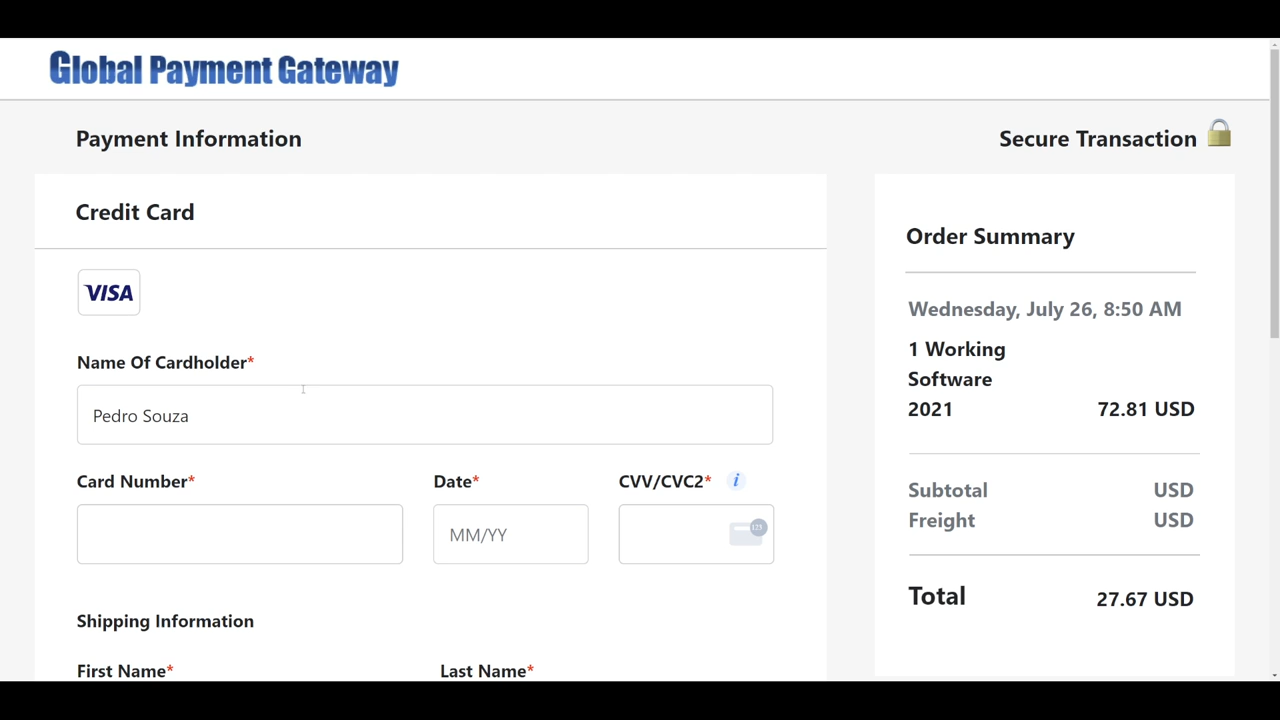 Global Payment Gateway
Payment Information
Secure Transaction
Credit Card
VISA
Name Of Cardholder*
Pedro Souza
Card Number*
Date*
CVV/CVC2* i
MM/YY
123
Shipping Information
First Name*
Last Name*
Order Summary
Wednesday, July 26, 8:50 AM
1 Working
Software
2021 72.81 USD
Subtotal USD
Freight USD
Total 27.67 USD